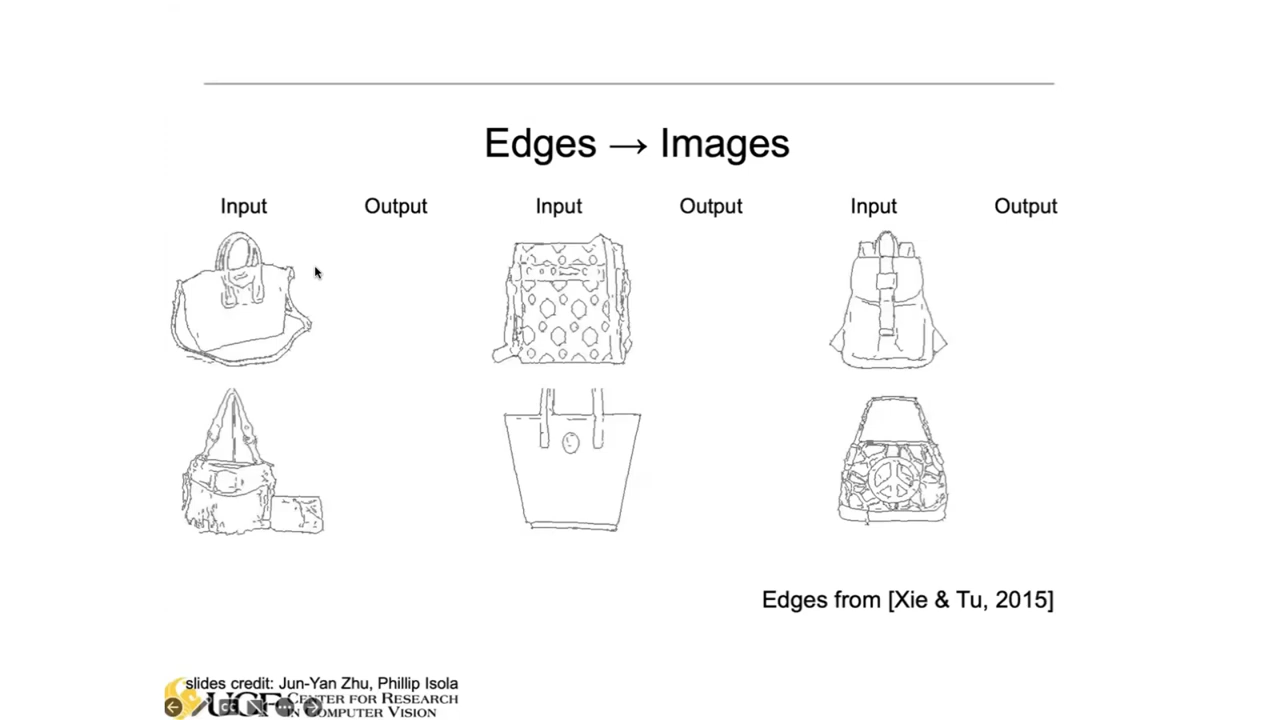 Edges → Images
Input Output Input Output Input Output
Edges from [Xie & Tu, 2015]
slides credit: Jun-Yan Zhu, Phillip Isola
UCF CENTER FOR RESEARCH
IN COMPUTER VISION